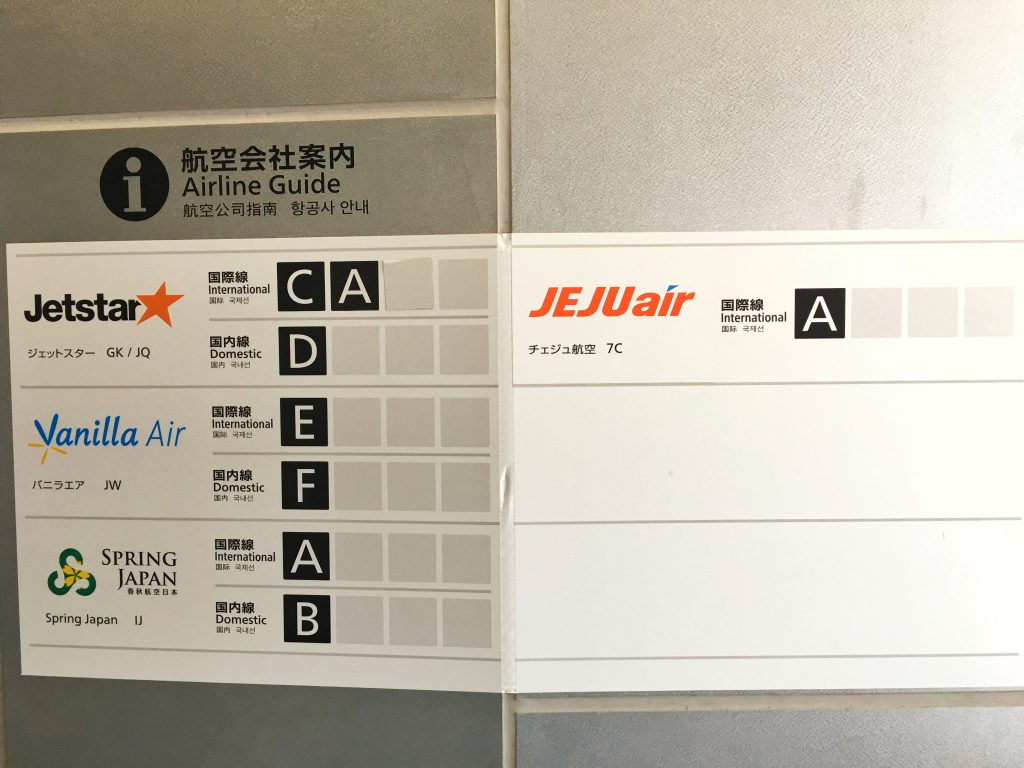 i
航空会社案内
Airline Guide
航空公司指南 항공사 안내
Jetstar
ジェットスター GK / JQ
国際線
International
国际 국제선
C A
国内線
Domestic
国内 국내선
D
Vanilla Air
バニラエア JW
国際線
International
国际 국제선
E
国内線
Domestic
国内 국내선
F
SPRING
JAPAN
春秋航空日本
Spring Japan IJ
国際線
International
国际 국제선
A
国内線
Domestic
国内 국내선
B
JEJUair
チェジュ航空 7C
国際線
International
国际 국제선
A